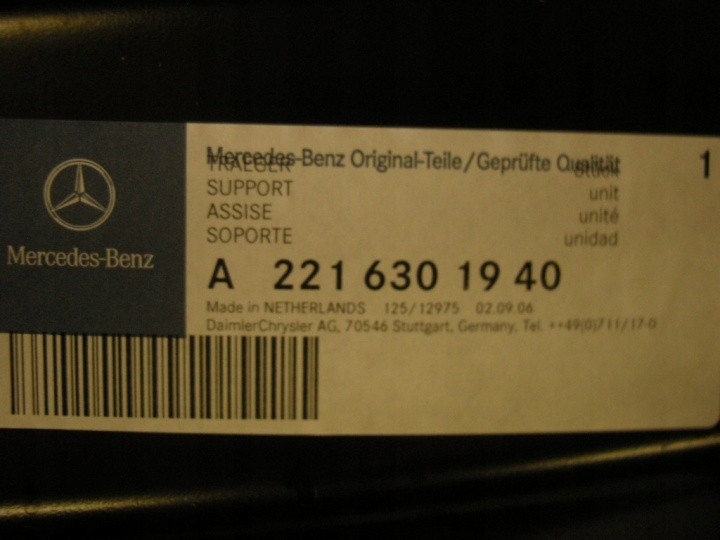 Mercedes-Benz
Mercedes-Benz Original-Teile/Geprüfte Qualität
1
TRAEGER Stück
SUPPORT unit
ASSISE unité
SOPORTE unidad
A 221 630 19 40
Made in NETHERLANDS 125/12975 02.09.06
DaimlerChrysler AG, 70546 Stuttgart, Germany, Tel. ++49(0)711/17-0